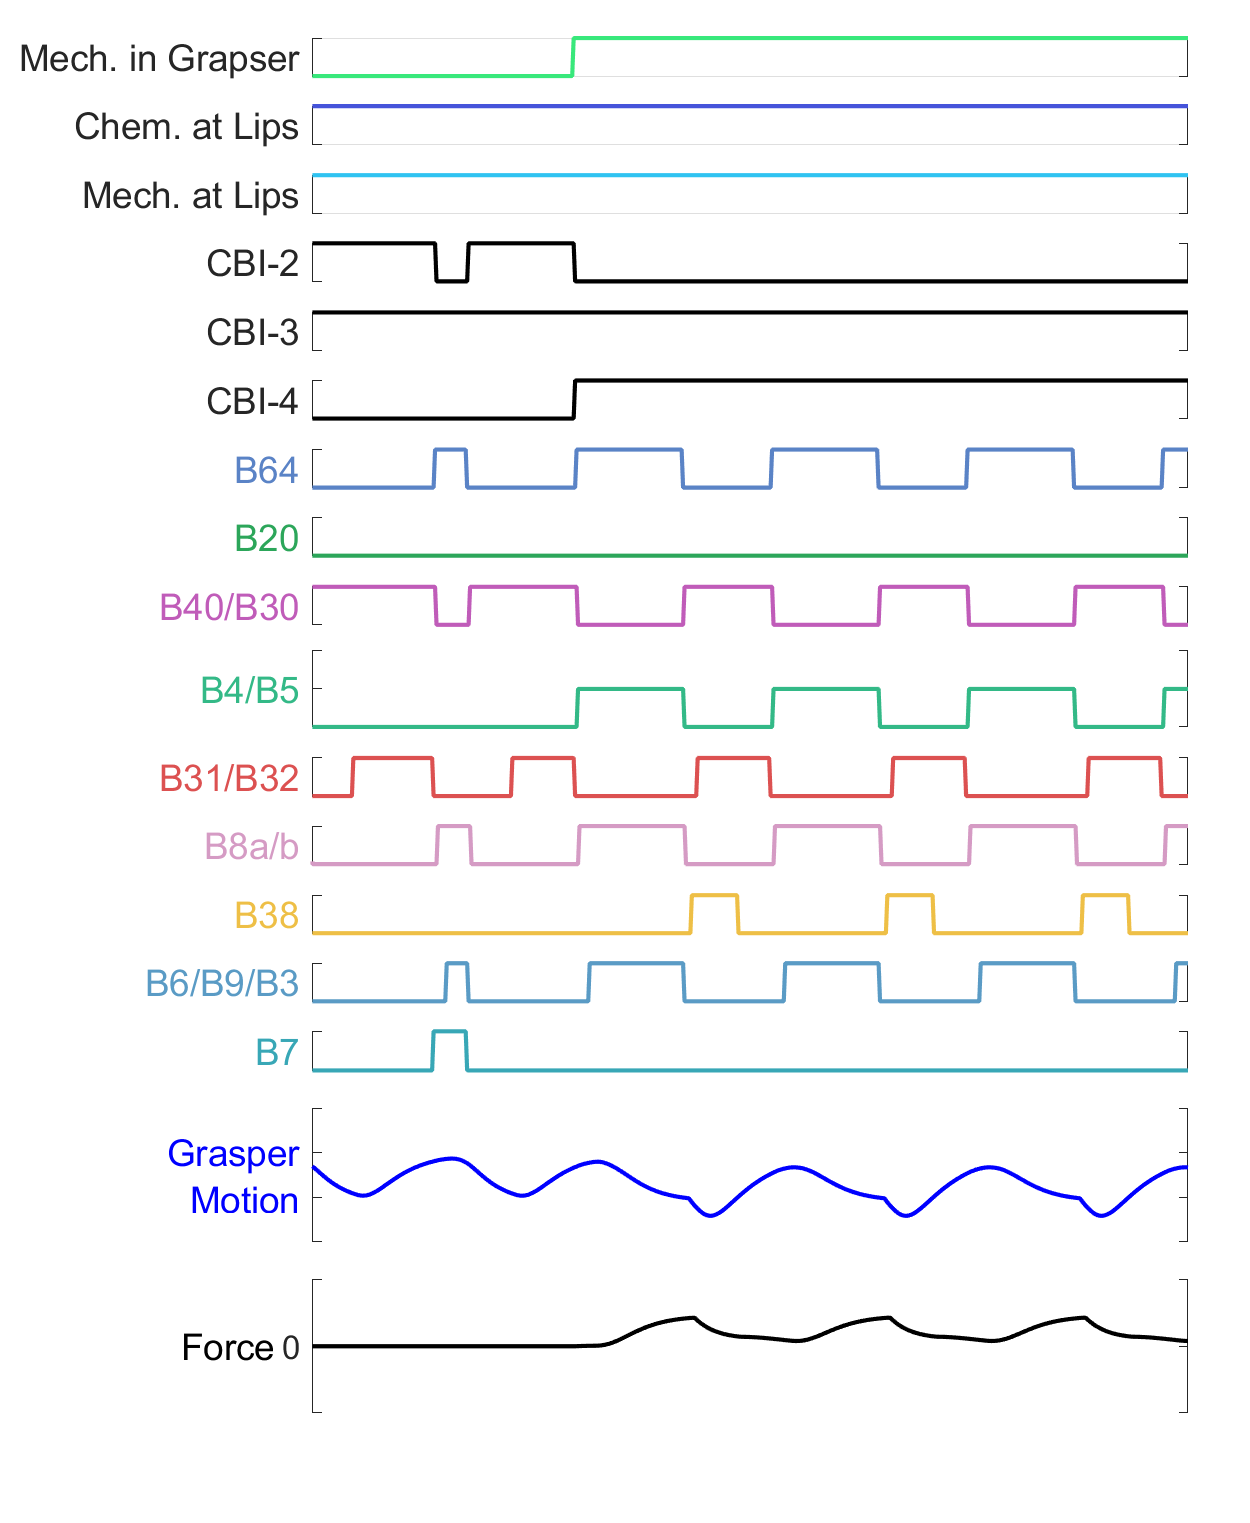 Mech. in Grapser
Chem. at Lips
Mech. at Lips
CBI-2
CBI-3
CBI-4
B64
B20
B40/B30
B4/B5
B31/B32
B8a/b
B38
B6/B9/B3
B7
Grasper
Motion
Force 0